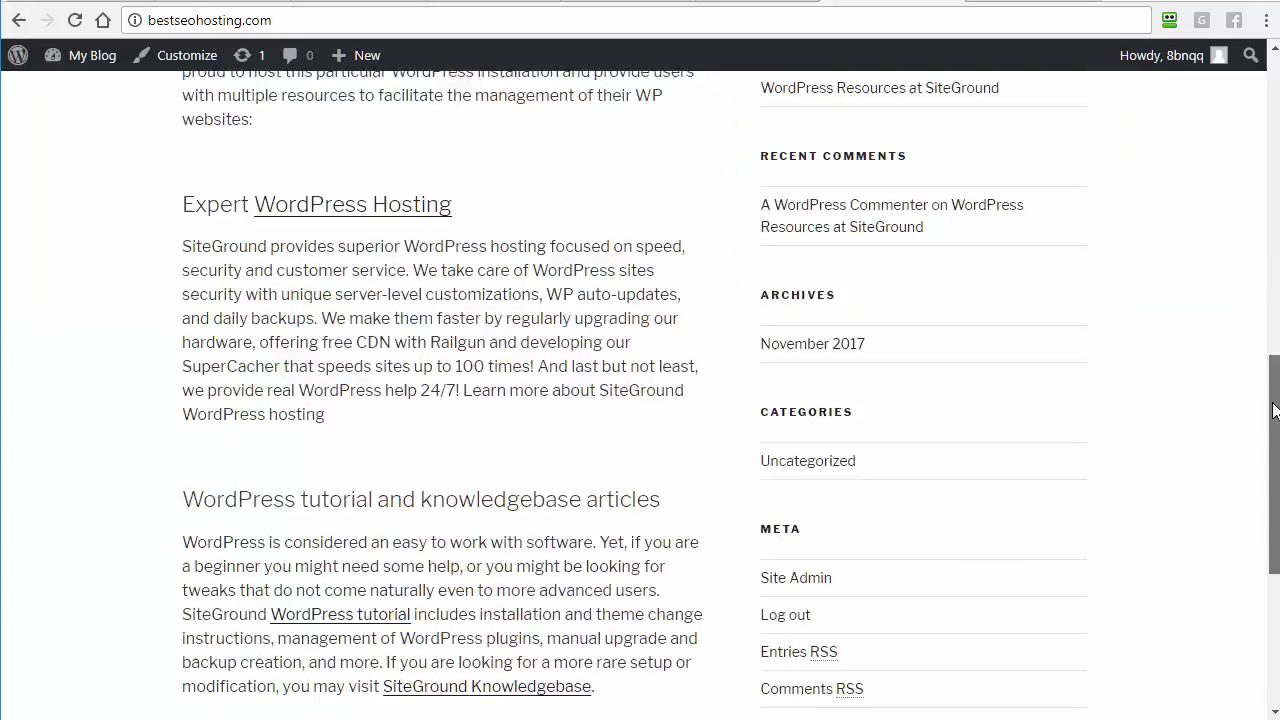 bestseohosting.com
My Blog Customize 1 0 New Howdy, 8bnqq
proud to host this particular WordPress installation and provide users
with multiple resources to facilitate the management of their WP
websites:
Expert WordPress Hosting
SiteGround provides superior WordPress hosting focused on speed,
security and customer service. We take care of WordPress sites
security with unique server-level customizations, WP auto-updates,
and daily backups. We make them faster by regularly upgrading our
hardware, offering free CDN with Railgun and developing our
SuperCacher that speeds sites up to 100 times! And last but not least,
we provide real WordPress help 24/7! Learn more about SiteGround
WordPress hosting
WordPress tutorial and knowledgebase articles
WordPress is considered an easy to work with software. Yet, if you are
a beginner you might need some help, or you might be looking for
tweaks that do not come naturally even to more advanced users.
SiteGround WordPress tutorial includes installation and theme change
instructions, management of WordPress plugins, manual upgrade and
backup creation, and more. If you are looking for a more rare setup or
modification, you may visit SiteGround Knowledgebase.
WordPress Resources at SiteGround
RECENT COMMENTS
A WordPress Commenter on WordPress
Resources at SiteGround
ARCHIVES
November 2017
CATEGORIES
Uncategorized
META
Site Admin
Log out
Entries RSS
Comments RSS